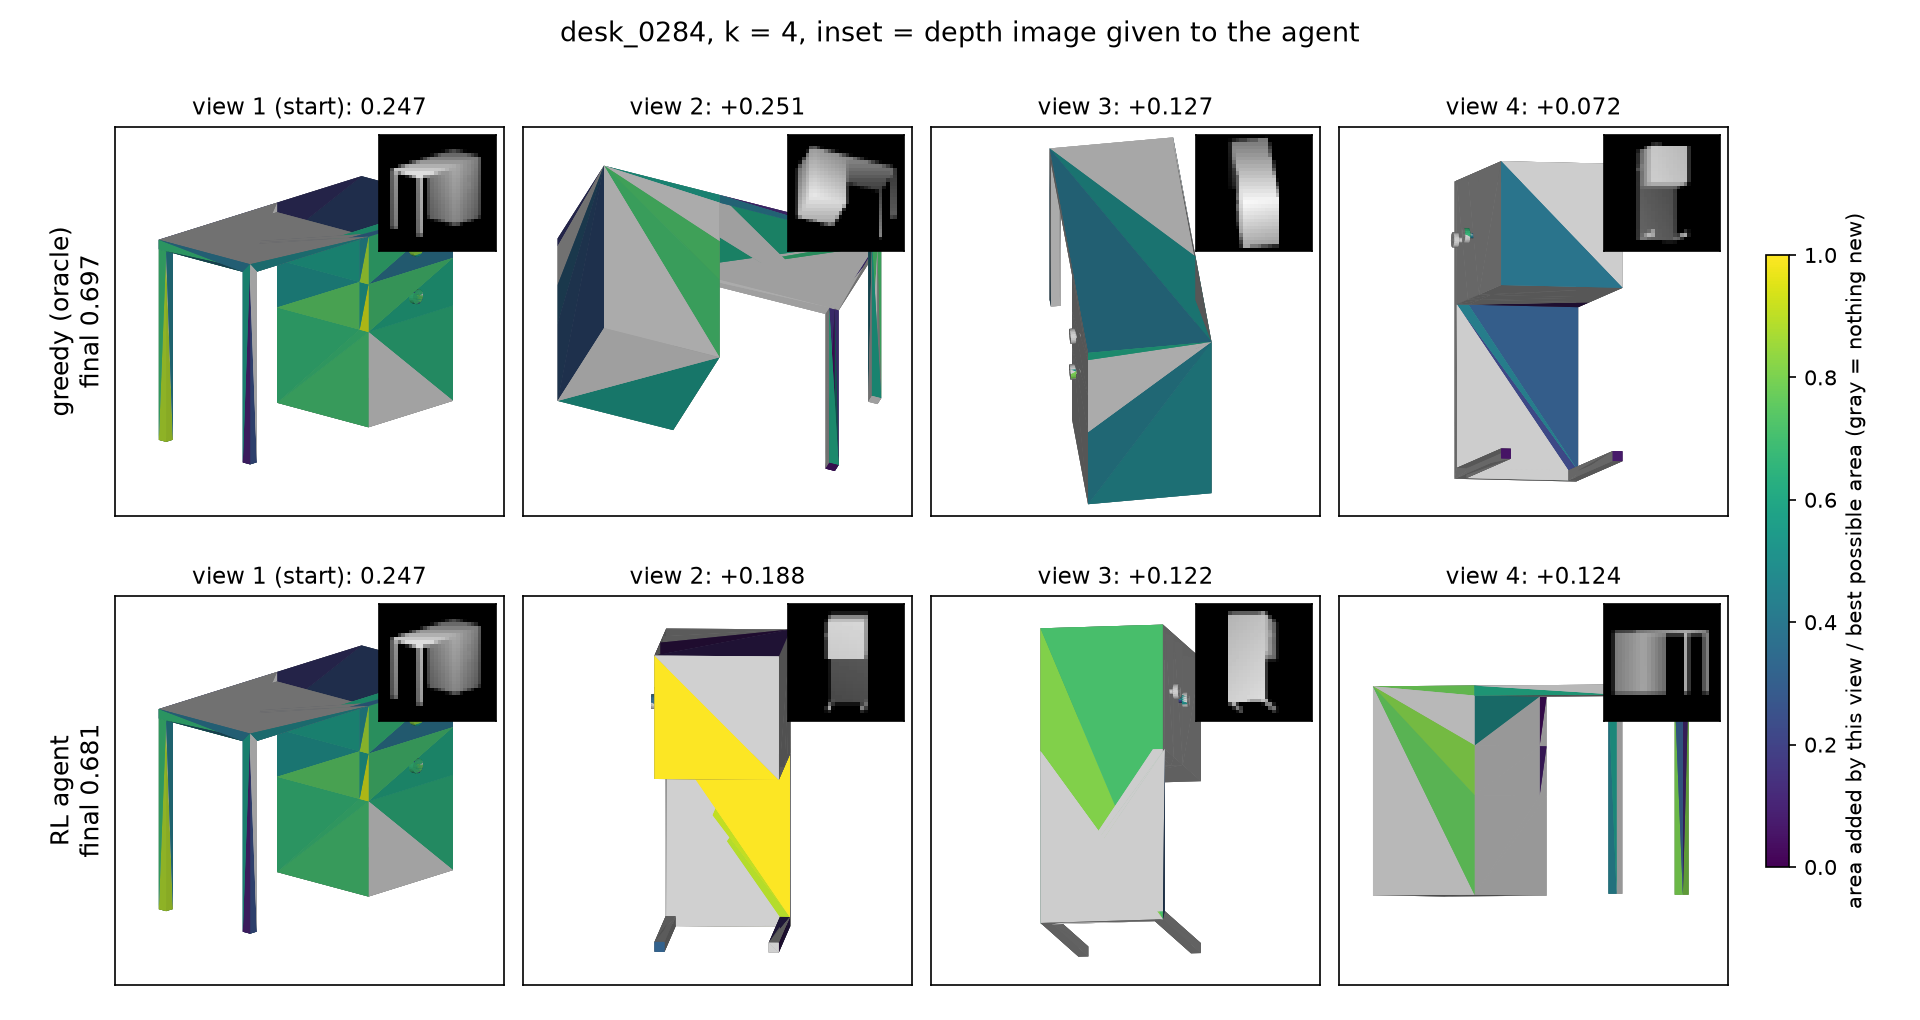 desk_0284, k = 4, inset = depth image given to the agent
greedy (oracle)
final 0.697
view 1 (start): 0.247
view 2: +0.251
view 3: +0.127
view 4: +0.072
RL agent
final 0.681
view 1 (start): 0.247
view 2: +0.188
view 3: +0.122
view 4: +0.124
1.0
0.8
0.6
0.4
0.2
0.0
area added by this view / best possible area (gray = nothing new)